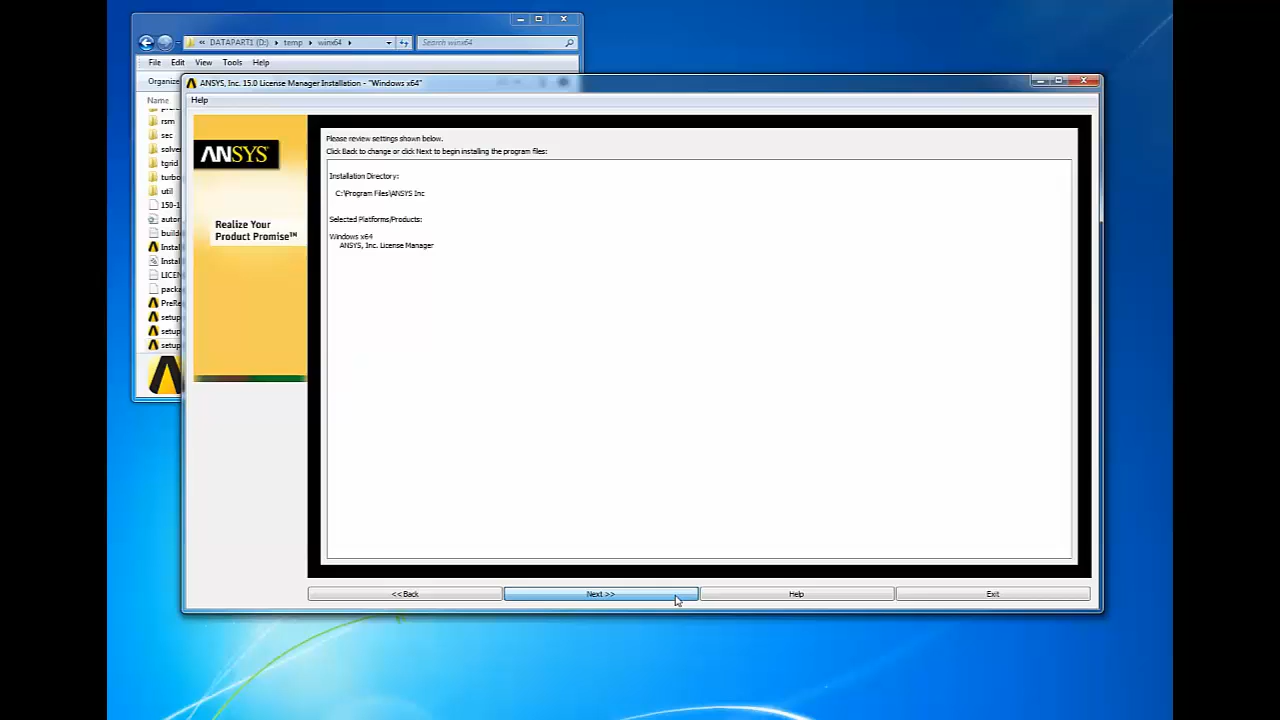 DATAPART1 (D:) temp winx64
Search winx64
File Edit View Tools Help
Organize
Name
rsm
sec
tgrid
util
ANSYS, Inc. 15.0 License Manager Installation - "Windows x64"
Help
ANSYS
Realize Your
Product Promise™
Please review settings shown below.
Click Back to change or click Next to begin installing the program files:
Installation Directory:
C:\Program Files\ANSYS Inc
Selected Platforms/Products:
Windows x64
ANSYS, Inc. License Manager
<< Back
Next >>
Help
Exit